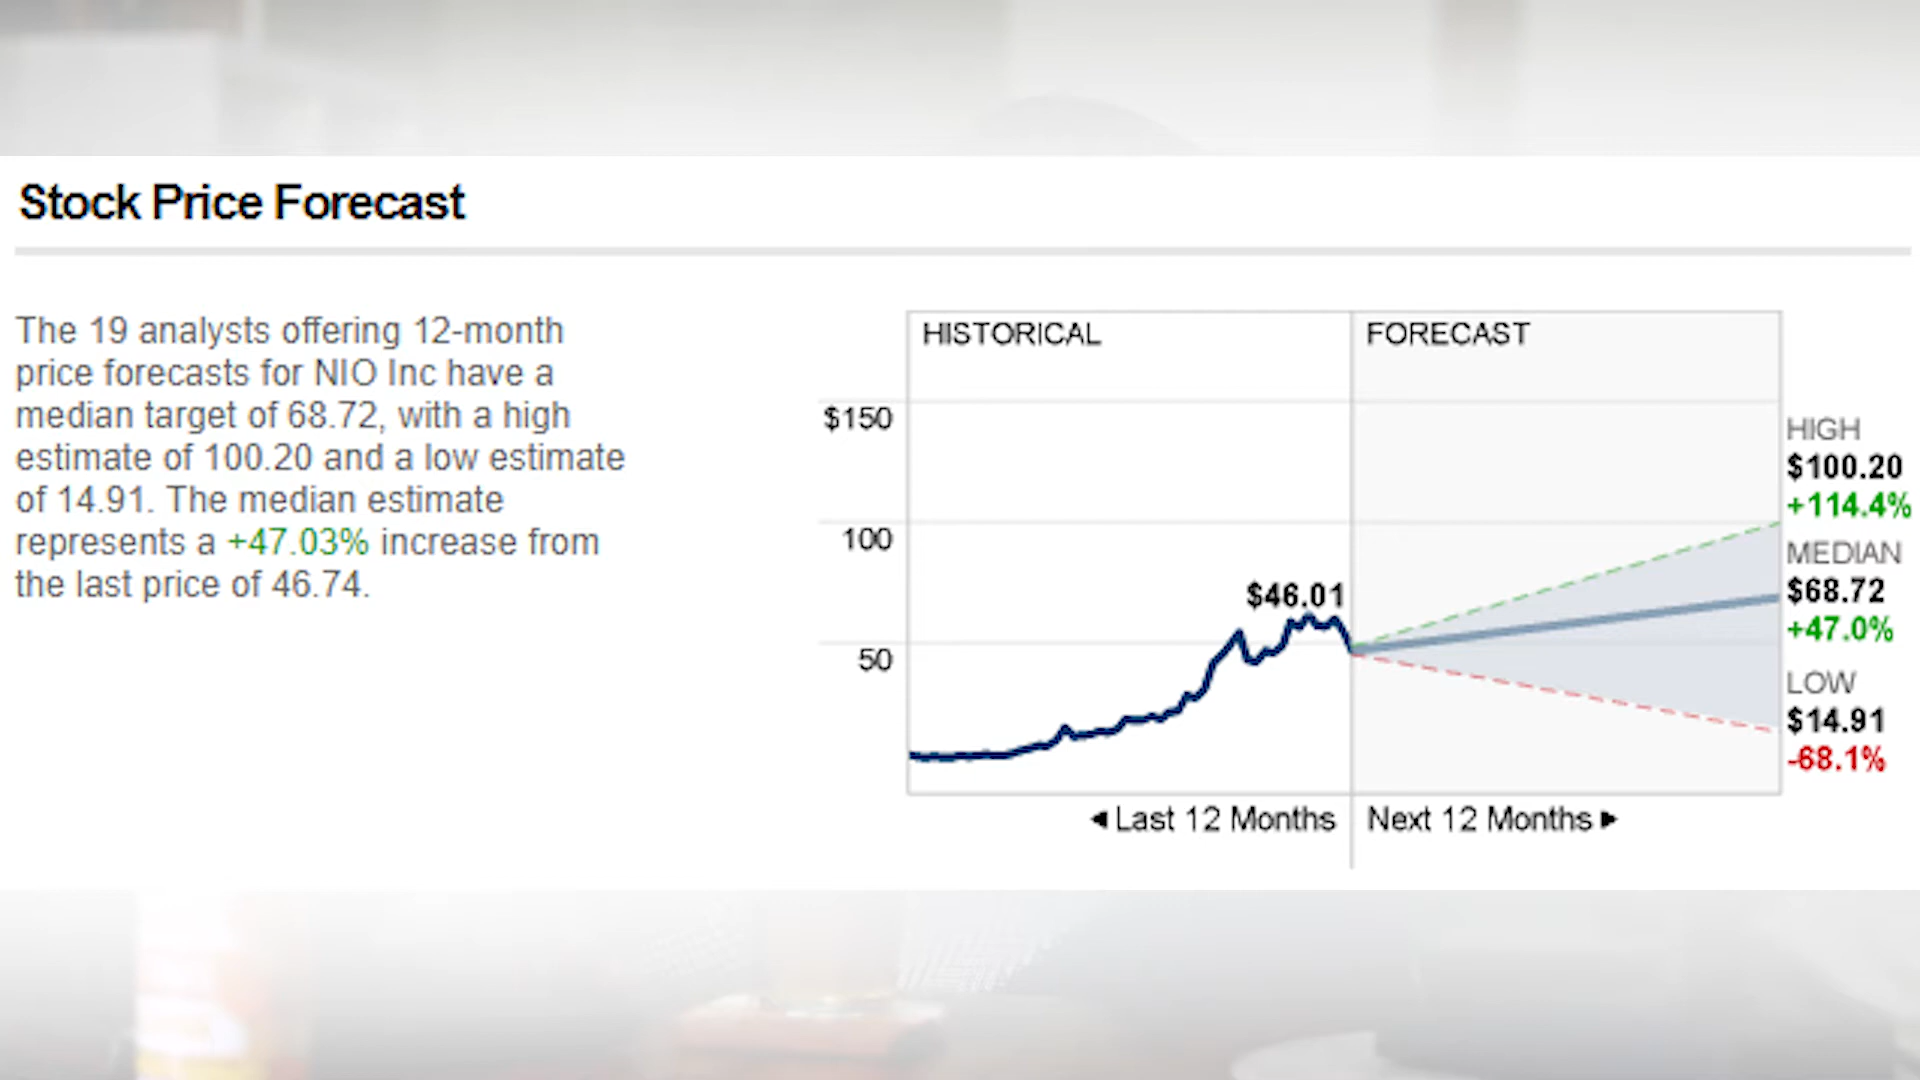 Stock Price Forecast
The 19 analysts offering 12-month
price forecasts for NIO Inc have a
median target of 68.72, with a high
estimate of 100.20 and a low estimate
of 14.91. The median estimate
represents a +47.03% increase from
the last price of 46.74.
HISTORICAL
FORECAST
$150
100
50
$46.01
HIGH
$100.20
+114.4%
MEDIAN
$68.72
+47.0%
LOW
$14.91
-68.1%
◀ Last 12 Months
Next 12 Months ▶